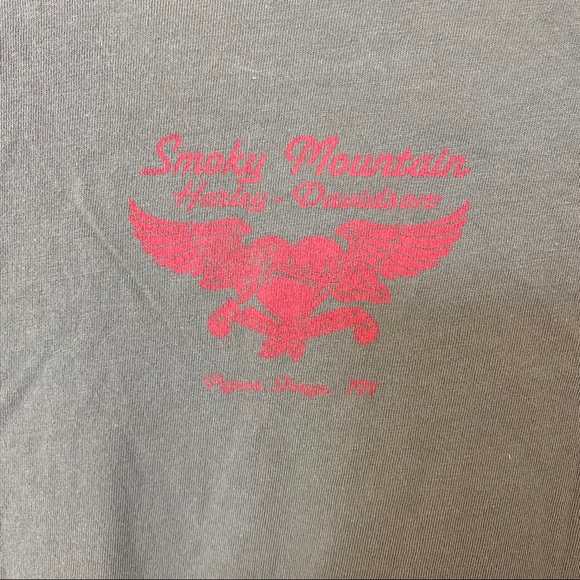 Smoky Mountain
Harley-Davidson
Pigeon Forge, TN